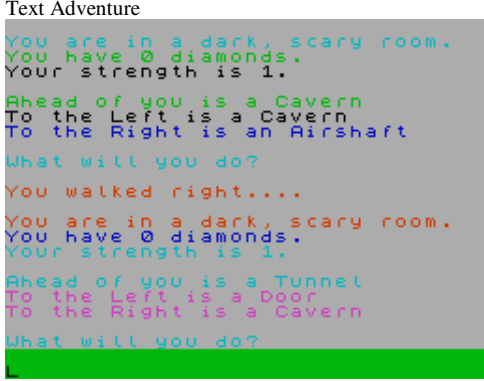 Text Adventure
You are in a dark, scary room.
You have 0 diamonds.
Your strength is 1.
Ahead of you is a Cavern
To the Left is a Cavern
To the Right is an Airshaft
What will you do?
You walked right....
You are in a dark, scary room.
You have 0 diamonds.
Your strength is 1.
Ahead of you is a Tunnel
To the Left is a Door
To the Right is a Cavern
What will you do?
L